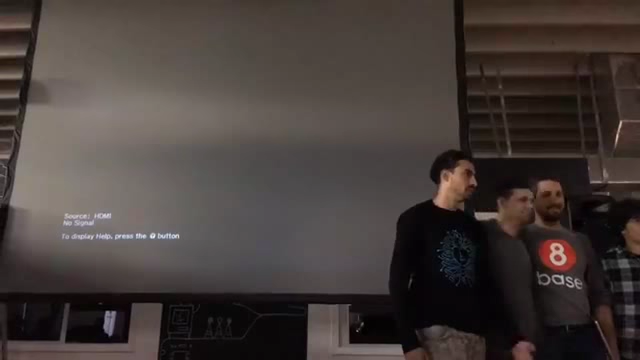 Source: HDMI
No Signal
To display Help, press the ? button
8
base